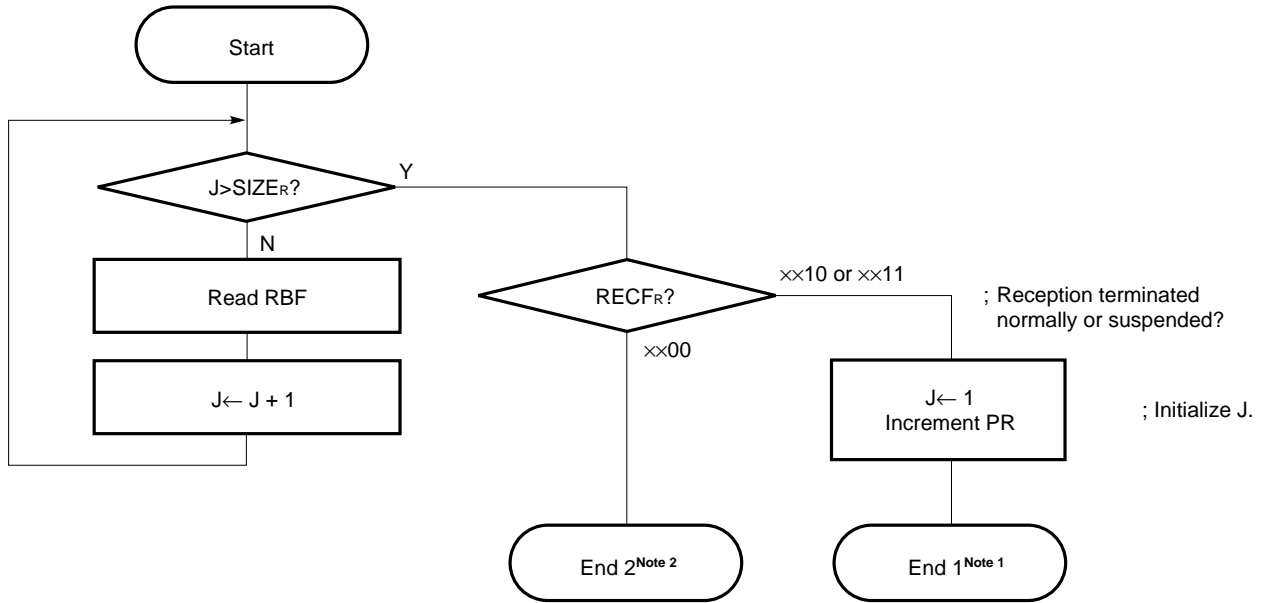 Start
J>SIZER?
Y
N
Read RBF
J← J + 1
RECFR?
××10 or ××11
××00
; Reception terminated
normally or suspended?
J← 1
Increment PR
; Initialize J.
End 2Note 2
End 1Note 1